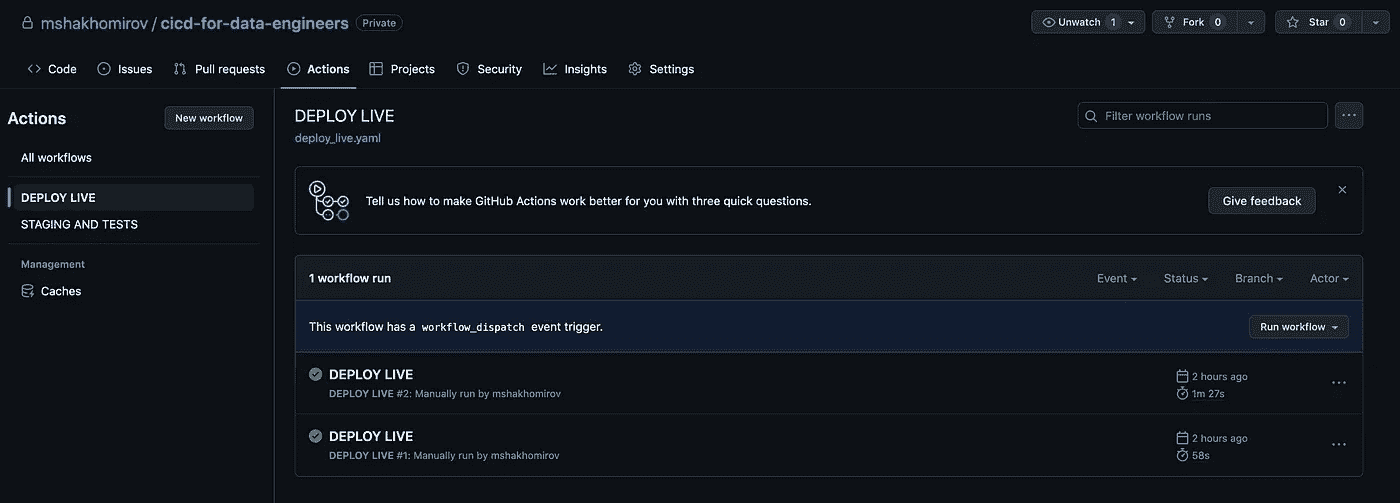 mshakhomirov / cicd-for-data-engineers Private
Unwatch 1 Fork 0 Star 0
Code Issues Pull requests Actions Projects Security Insights Settings
Actions New workflow
All workflows
DEPLOY LIVE
STAGING AND TESTS
Management
Caches
DEPLOY LIVE
deploy_live.yaml
Filter workflow runs
Tell us how to make GitHub Actions work better for you with three quick questions.
Give feedback
1 workflow run
Event Status Branch Actor
This workflow has a workflow_dispatch event trigger.
Run workflow
DEPLOY LIVE
DEPLOY LIVE #2: Manually run by mshakhomirov
2 hours ago
1m 27s
DEPLOY LIVE
DEPLOY LIVE #1: Manually run by mshakhomirov
2 hours ago
58s